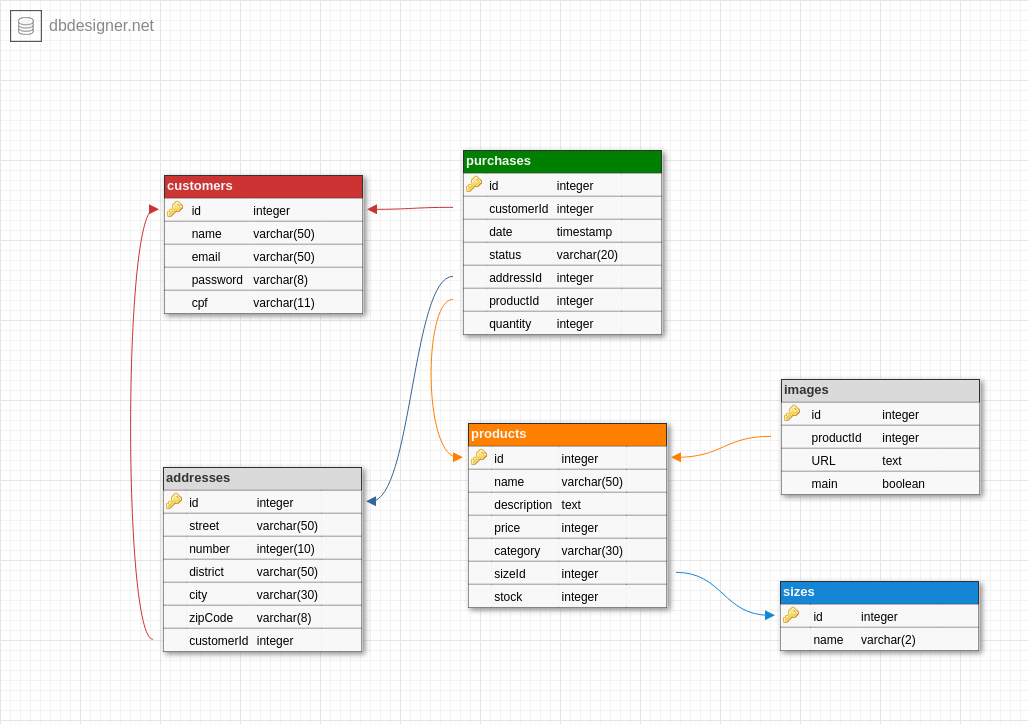 dbdesigner.net
customers
id integer
name varchar(50)
email varchar(50)
password varchar(8)
cpf varchar(11)
purchases
id integer
customerId integer
date timestamp
status varchar(20)
addressId integer
productId integer
quantity integer
addresses
id integer
street varchar(50)
number integer(10)
district varchar(50)
city varchar(30)
zipCode varchar(8)
customerId integer
products
id integer
name varchar(50)
description text
price integer
category varchar(30)
sizeId integer
stock integer
images
id integer
productId integer
URL text
main boolean
sizes
id integer
name varchar(2)